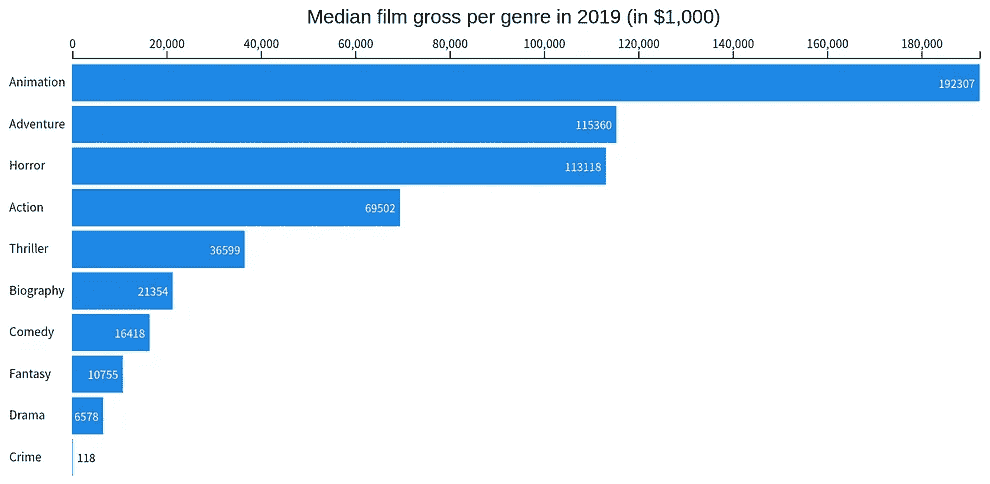 Median film gross per genre in 2019 (in $1,000)
0 20,000 40,000 60,000 80,000 100,000 120,000 140,000 160,000 180,000
Animation 192307
Adventure 115360
Horror 113118
Action 69502
Thriller 36599
Biography 21354
Comedy 16418
Fantasy 10755
Drama 6578
Crime 118